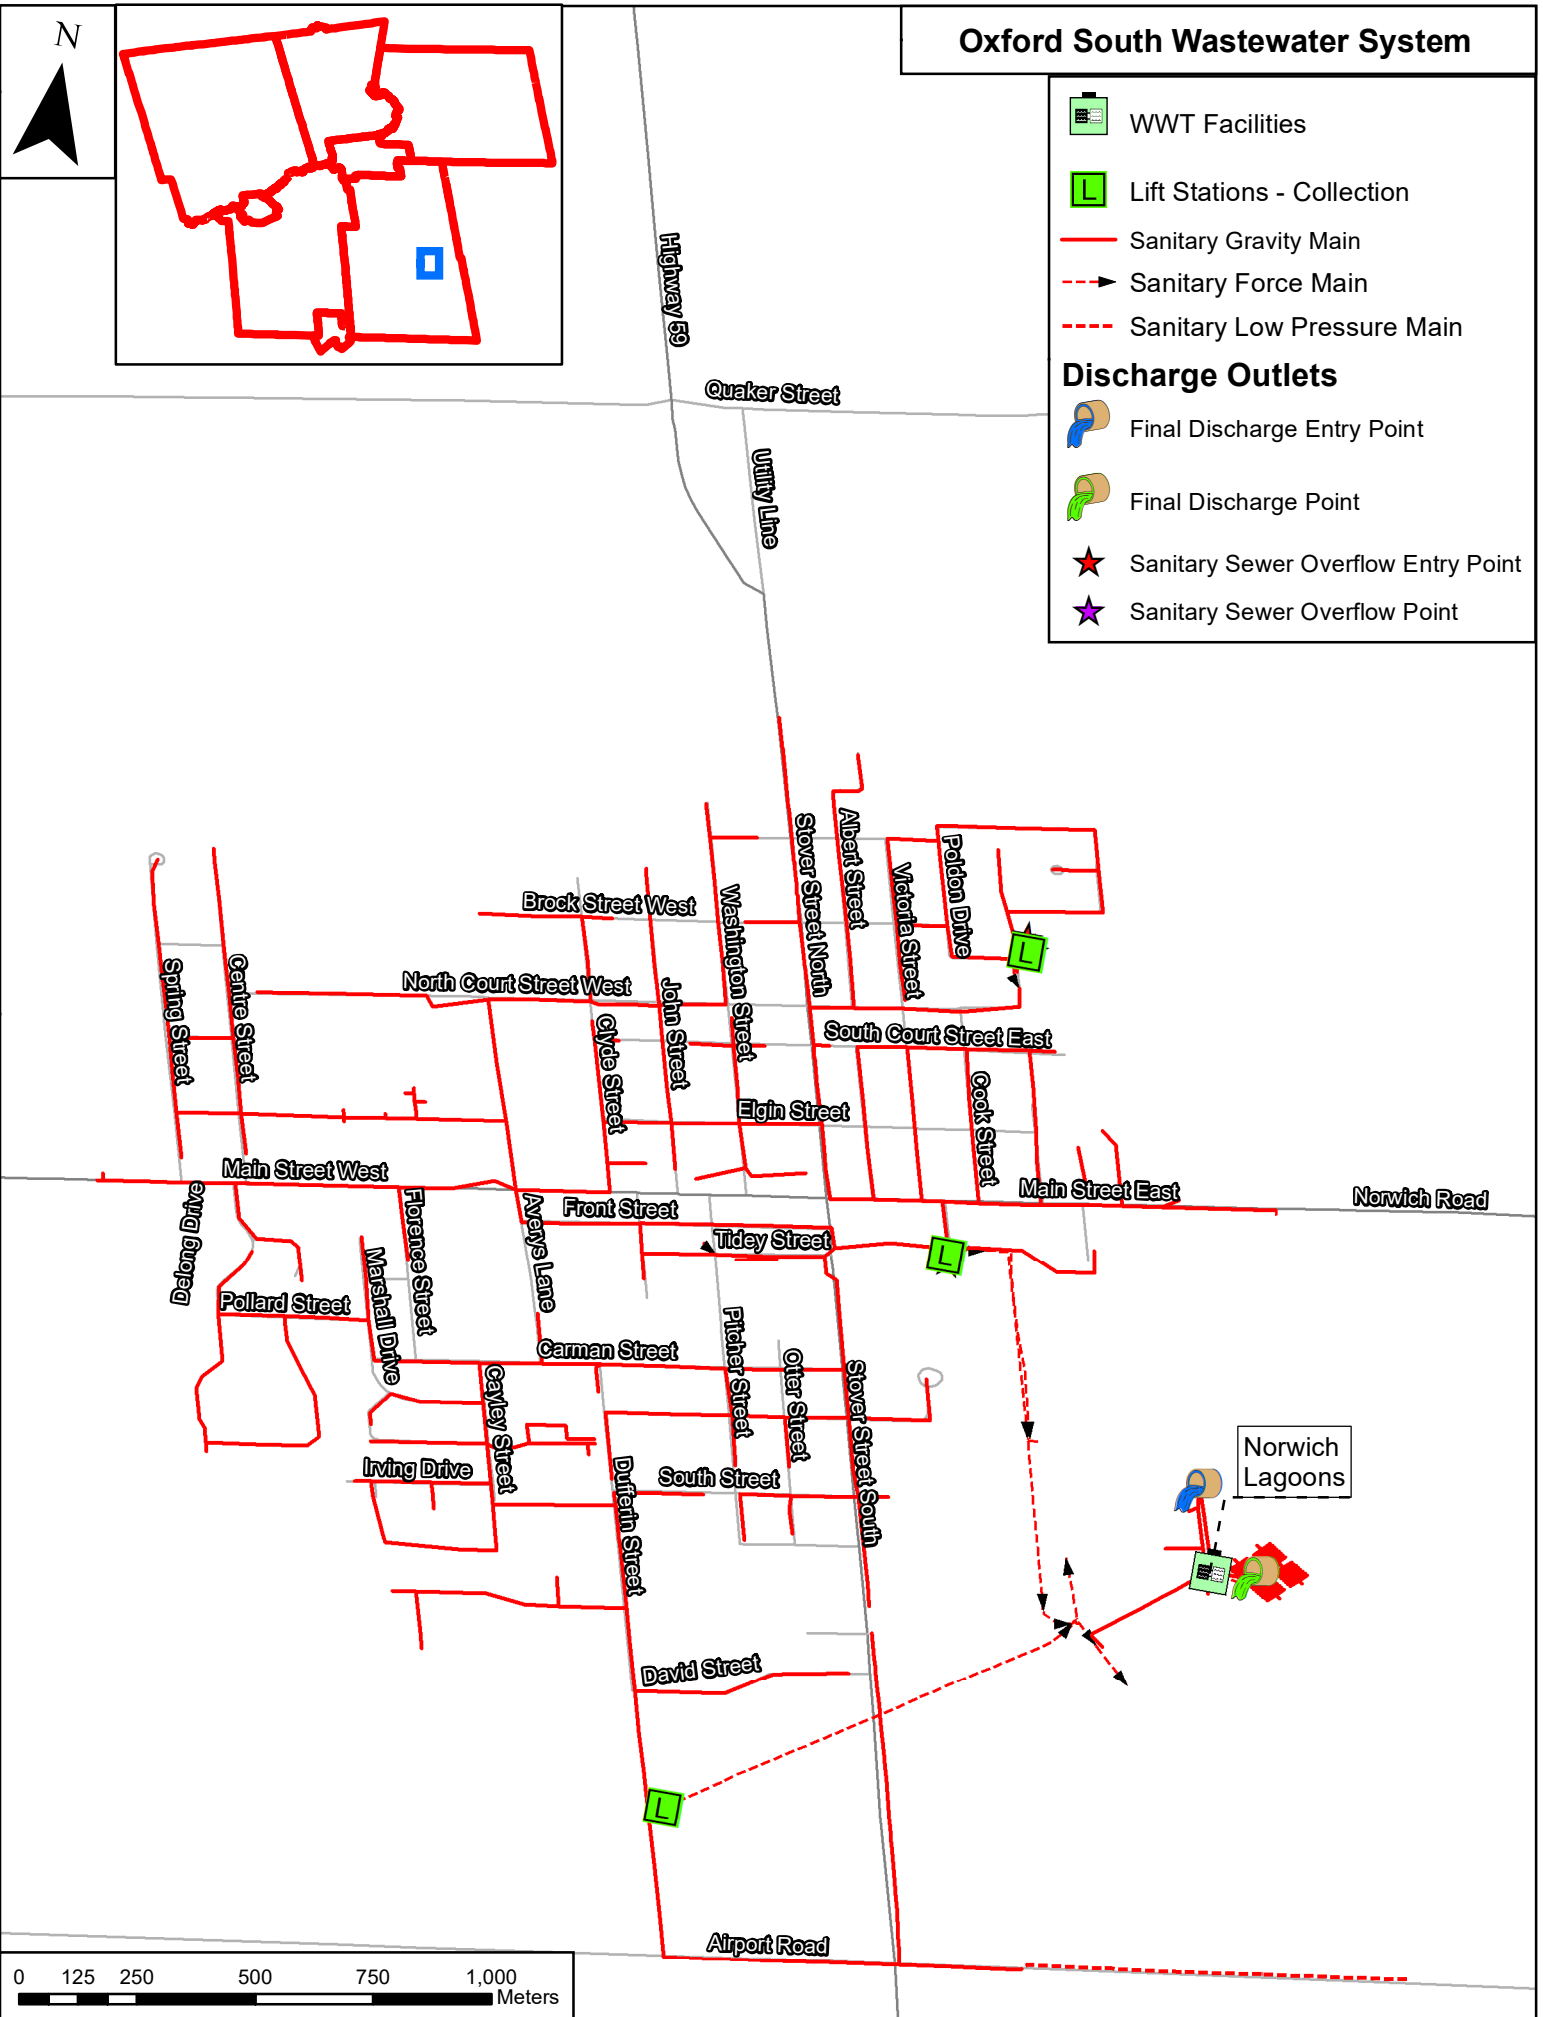 N
Oxford South Wastewater System
WWT Facilities
L
Lift Stations - Collection
Sanitary Gravity Main
Sanitary Force Main
Sanitary Low Pressure Main
Discharge Outlets
Final Discharge Entry Point
Final Discharge Point
Sanitary Sewer Overflow Entry Point
Sanitary Sewer Overflow Point
Highway 59
Quaker Street
Utility Line
Stover Street North
Albert Street
Victoria Street
Poldon Drive
Brock Street West
Washington Street
L
Spring Street
Centre Street
North Court Street West
John Street
Clyde Street
South Court Street East
Cook Street
Elgin Street
Main Street West
Main Street East
Norwich Road
Delong Drive
Florence Street
Averys Lane
Front Street
Tidey Street
L
Marshall Drive
Pollard Street
Carman Street
Pitcher Street
Otter Street
Stover Street South
Cayley Street
Irving Drive
Dufferin Street
South Street
Norwich
Lagoons
David Street
L
Airport Road
0 125 250 500 750 1,000
Meters